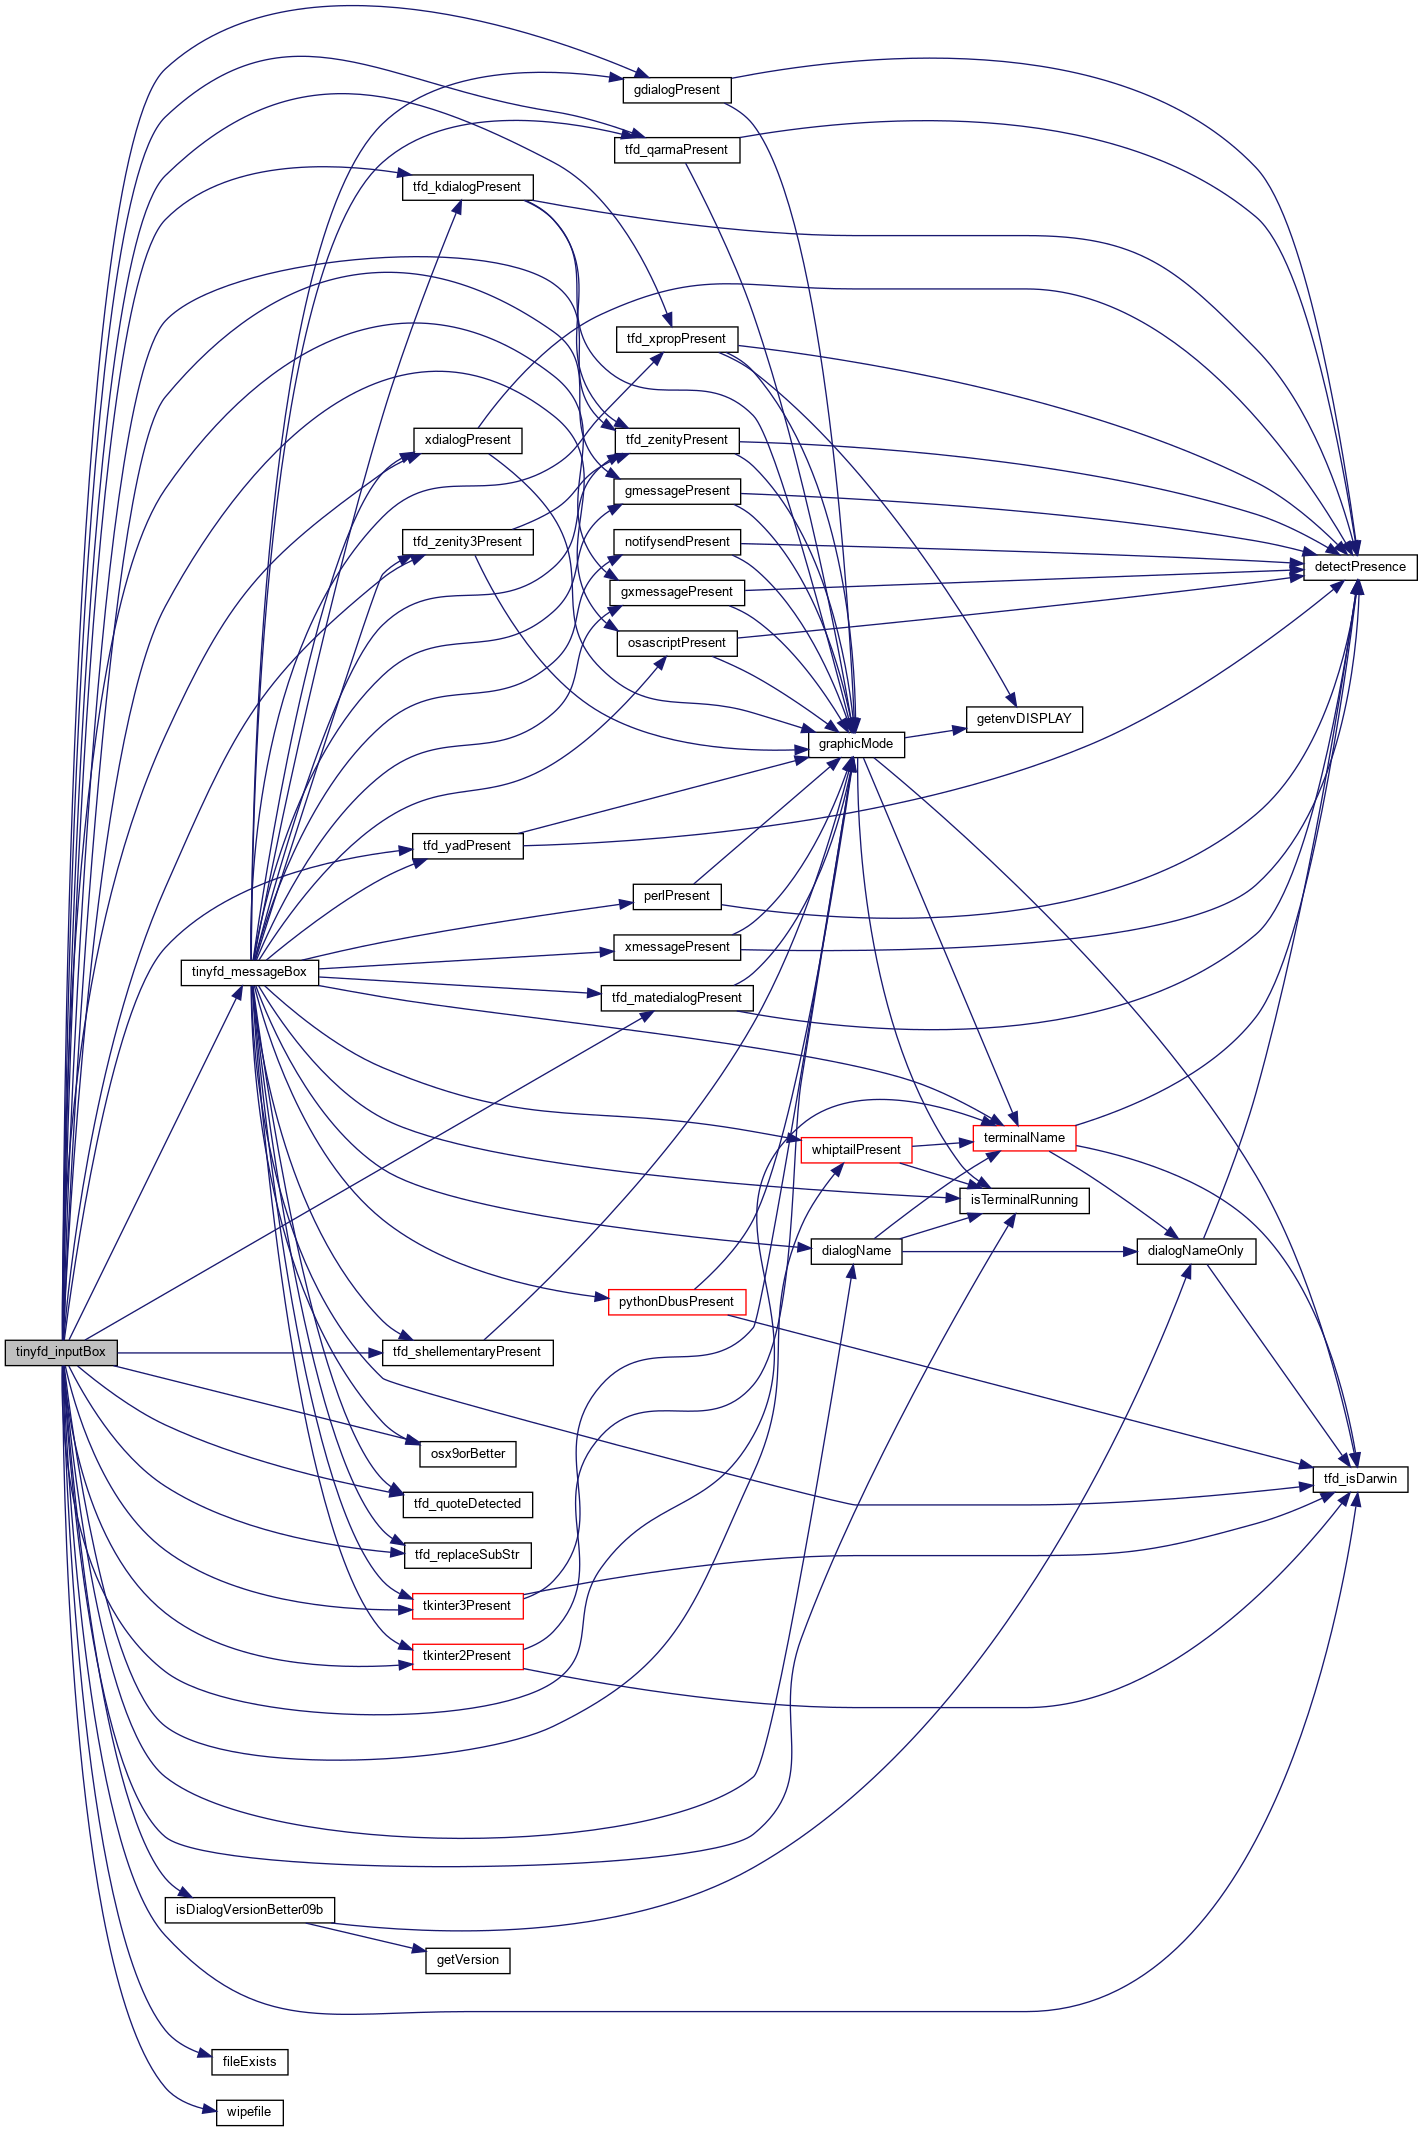 gdialogPresent
tfd_qarmaPresent
tfd_kdialogPresent
tfd_xpropPresent
xdialogPresent
tfd_zenityPresent
gmessagePresent
tfd_zenity3Present
notifysendPresent
detectPresence
gxmessagePresent
osascriptPresent
getenvDISPLAY
graphicMode
tfd_yadPresent
perlPresent
xmessagePresent
tinyfd_messageBox
tfd_matedialogPresent
terminalName
whiptailPresent
isTerminalRunning
dialogName
dialogNameOnly
pythonDbusPresent
tinyfd_inputBox
tfd_shellementaryPresent
osx9orBetter
tfd_isDarwin
tfd_quoteDetected
tfd_replaceSubStr
tkinter3Present
tkinter2Present
isDialogVersionBetter09b
getVersion
fileExists
wipefile